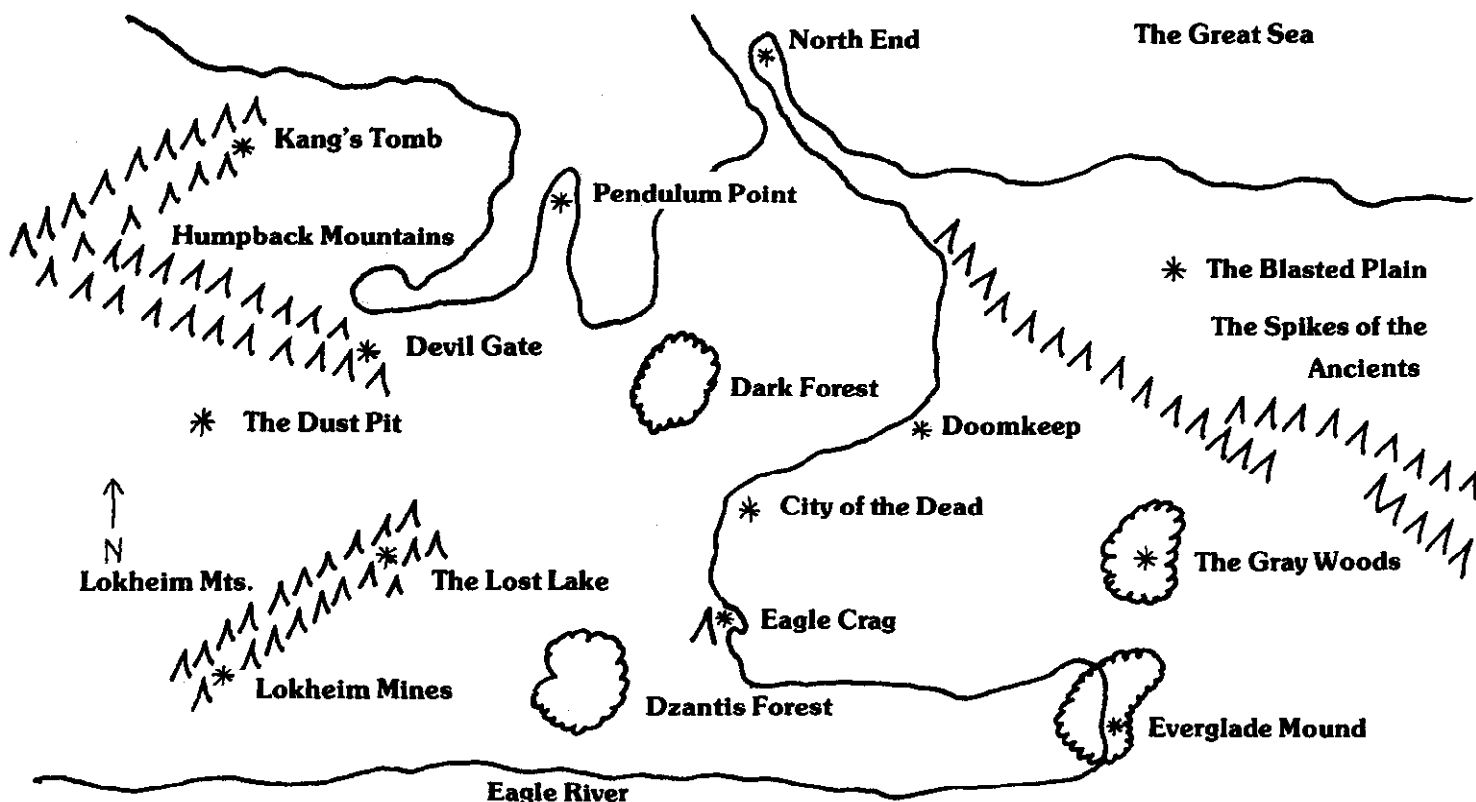 North End
The Great Sea
Kang's Tomb
Pendulum Point
Humpback Mountains
The Blasted Plain
The Spikes of the
Ancients
Devil Gate
Dark Forest
The Dust Pit
Doomkeep
City of the Dead
N
Lokheim Mts.
The Lost Lake
The Gray Woods
Eagle Crag
Lokheim Mines
Dzantis Forest
Everglade Mound
Eagle River